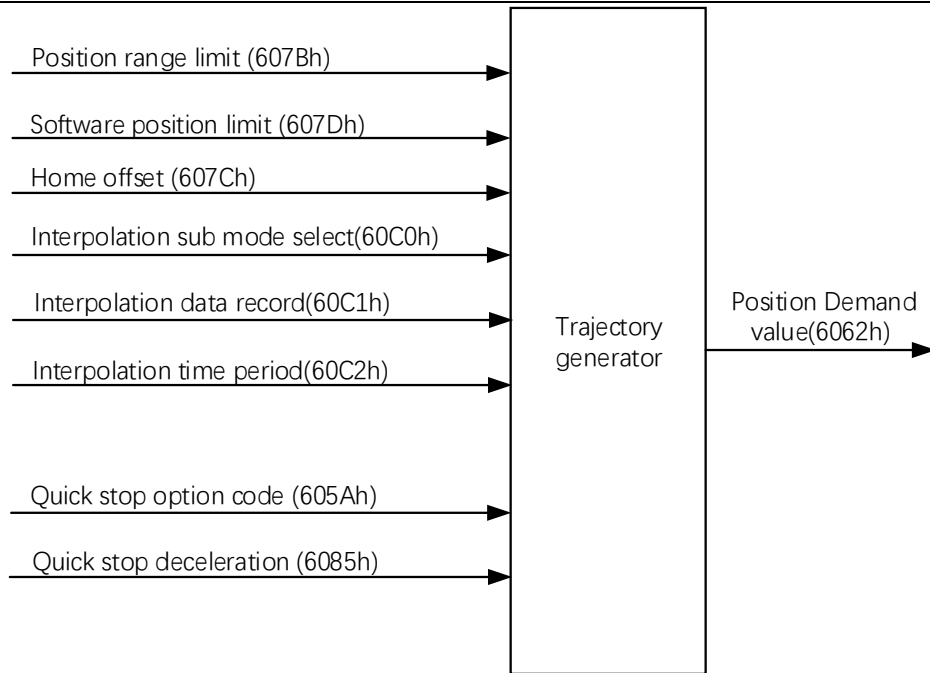 Position range limit (607Bh)
Software position limit (607Dh)
Home offset (607Ch)
Interpolation sub mode select(60C0h)
Interpolation data record(60C1h)
Interpolation time period(60C2h)
Quick stop option code (605Ah)
Quick stop deceleration (6085h)
Trajectory
generator
Position Demand
value(6062h)